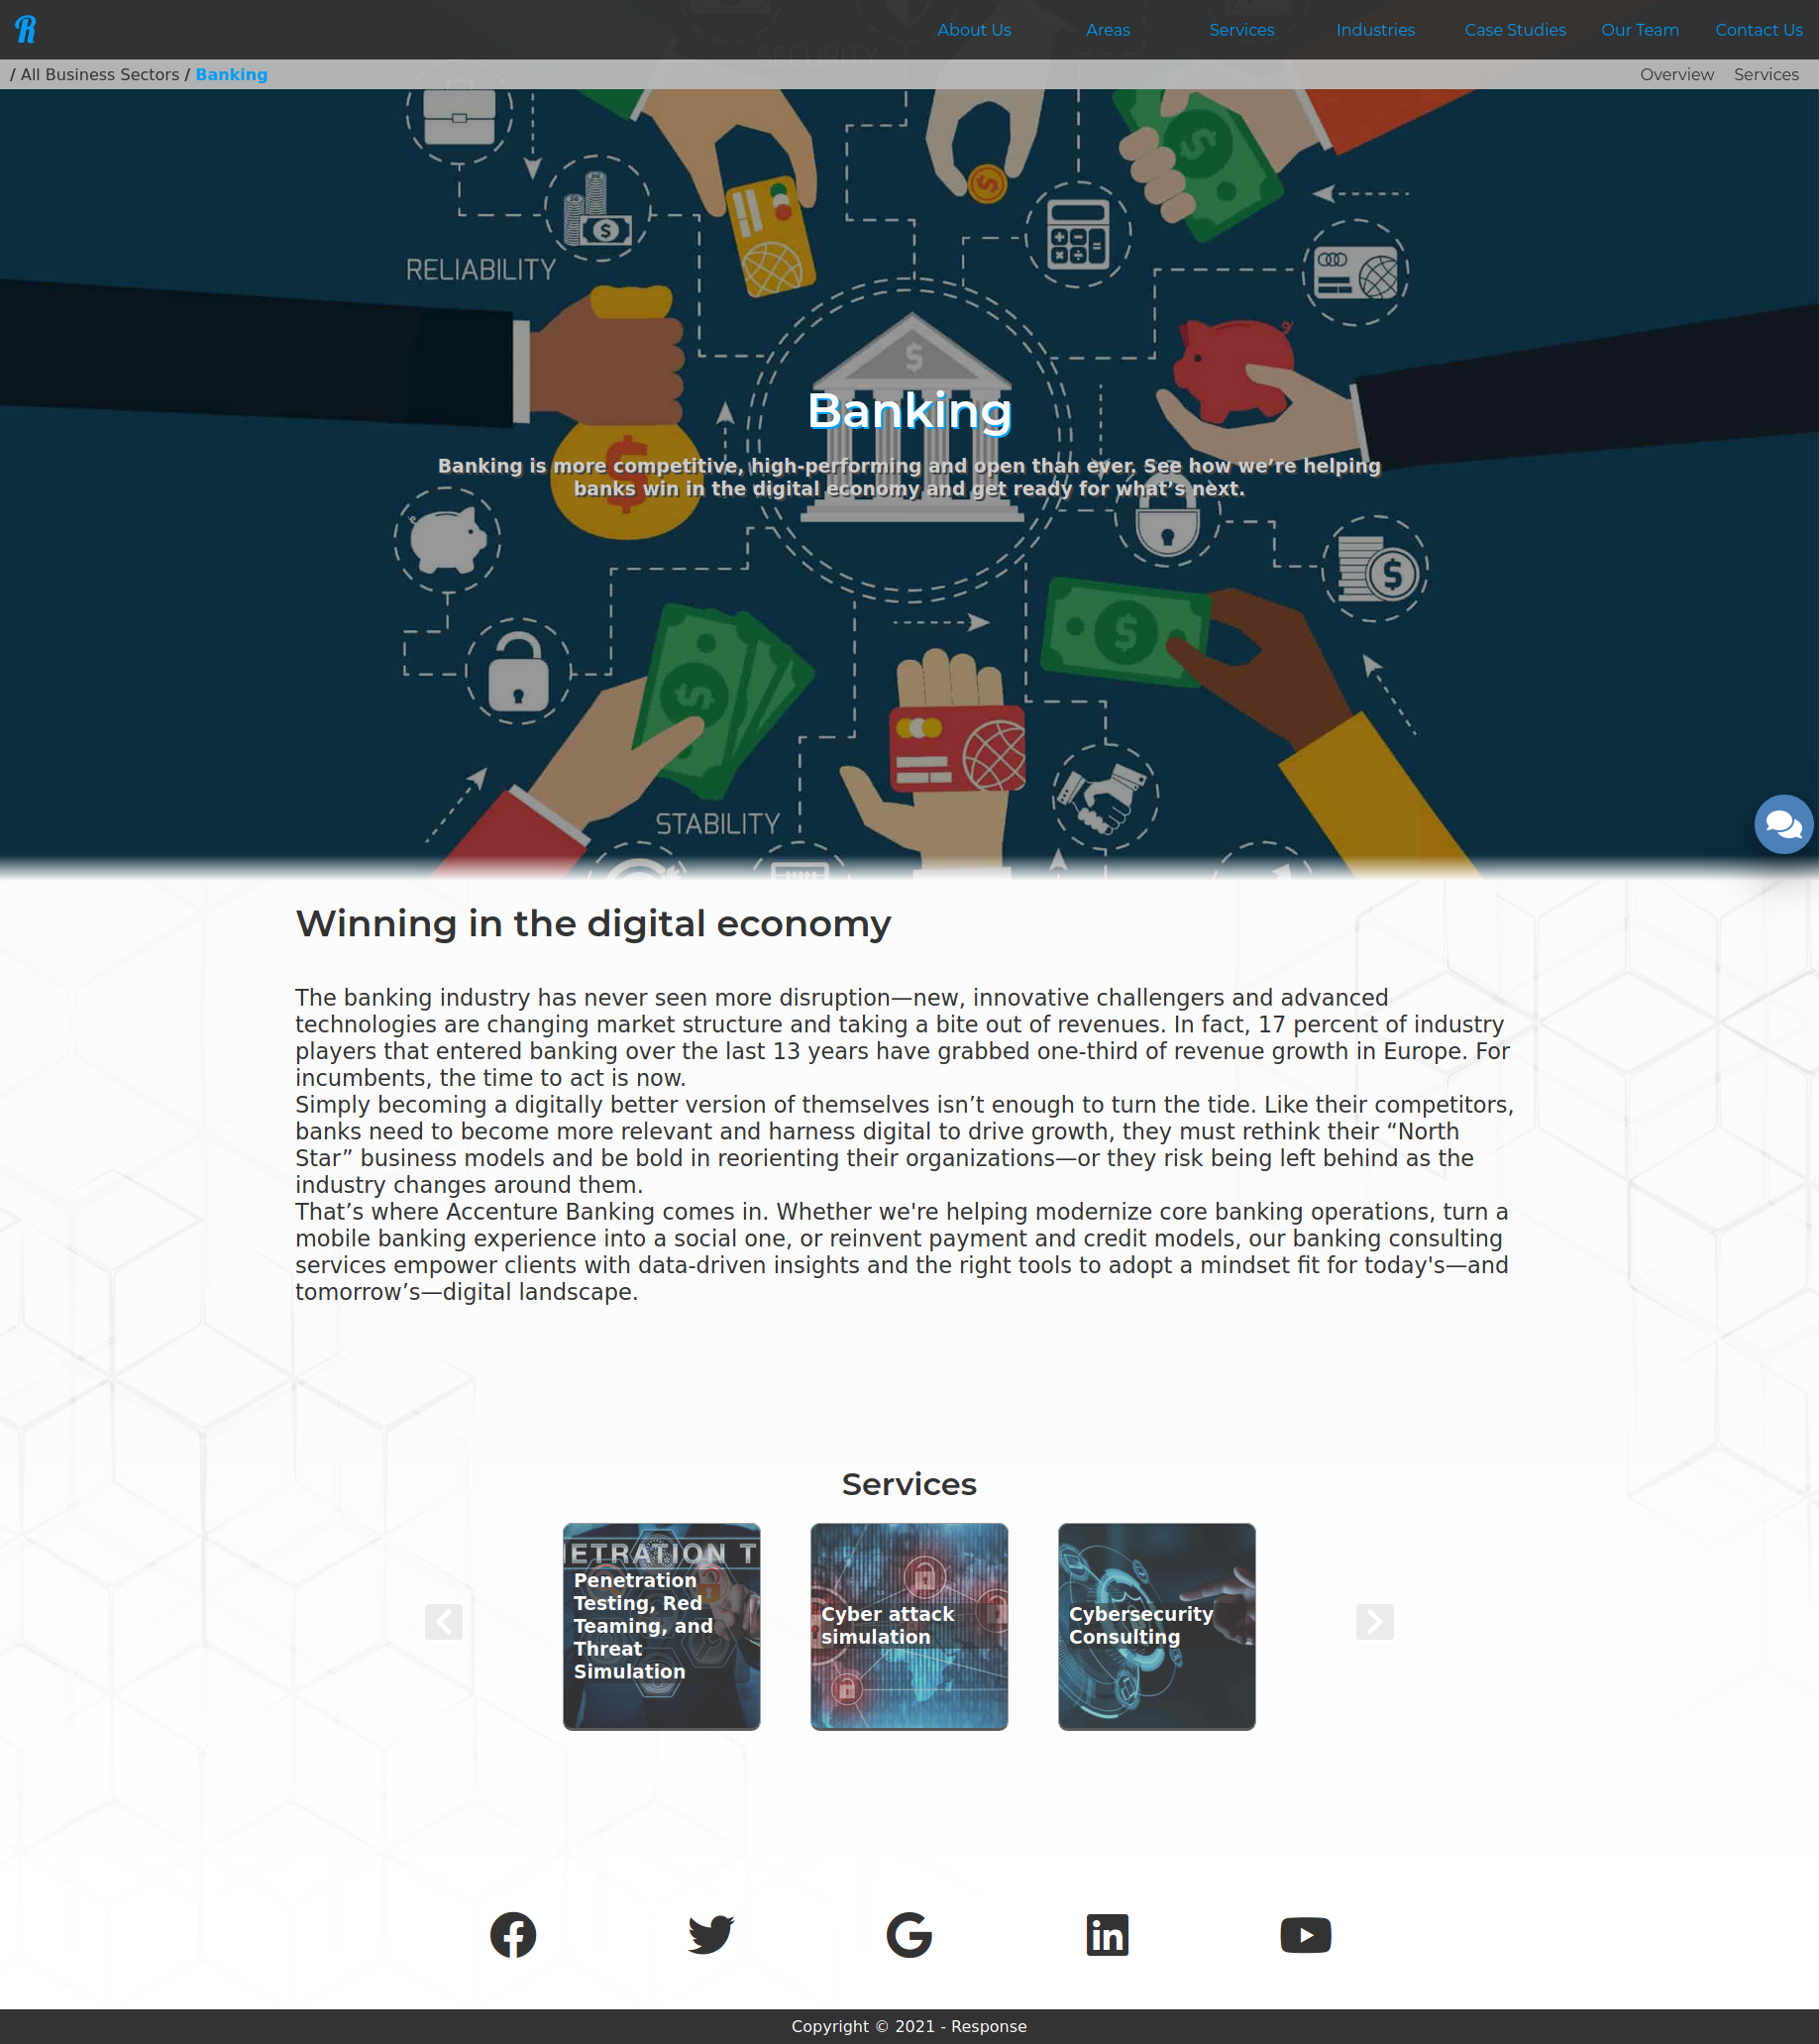 R
About Us
Areas
Services
Industries
Case Studies
Our Team
Contact Us
SECURITY
/ All Business Sectors / Banking
Overview
Services
RELIABILITY
Banking
Banking is more competitive, high-performing and open than ever. See how we’re helping
banks win in the digital economy and get ready for what’s next.
STABILITY
Winning in the digital economy
The banking industry has never seen more disruption—new, innovative challengers and advanced
technologies are changing market structure and taking a bite out of revenues. In fact, 17 percent of industry
players that entered banking over the last 13 years have grabbed one-third of revenue growth in Europe. For
incumbents, the time to act is now.
Simply becoming a digitally better version of themselves isn’t enough to turn the tide. Like their competitors,
banks need to become more relevant and harness digital to drive growth, they must rethink their “North
Star” business models and be bold in reorienting their organizations—or they risk being left behind as the
industry changes around them.
That’s where Accenture Banking comes in. Whether we're helping modernize core banking operations, turn a
mobile banking experience into a social one, or reinvent payment and credit models, our banking consulting
services empower clients with data-driven insights and the right tools to adopt a mindset fit for today's—and
tomorrow’s—digital landscape.
Services
ETRATION T
Penetration
Testing, Red
Teaming, and
Threat
Simulation
Cyber attack
simulation
Cybersecurity
Consulting
Copyright © 2021 - Response